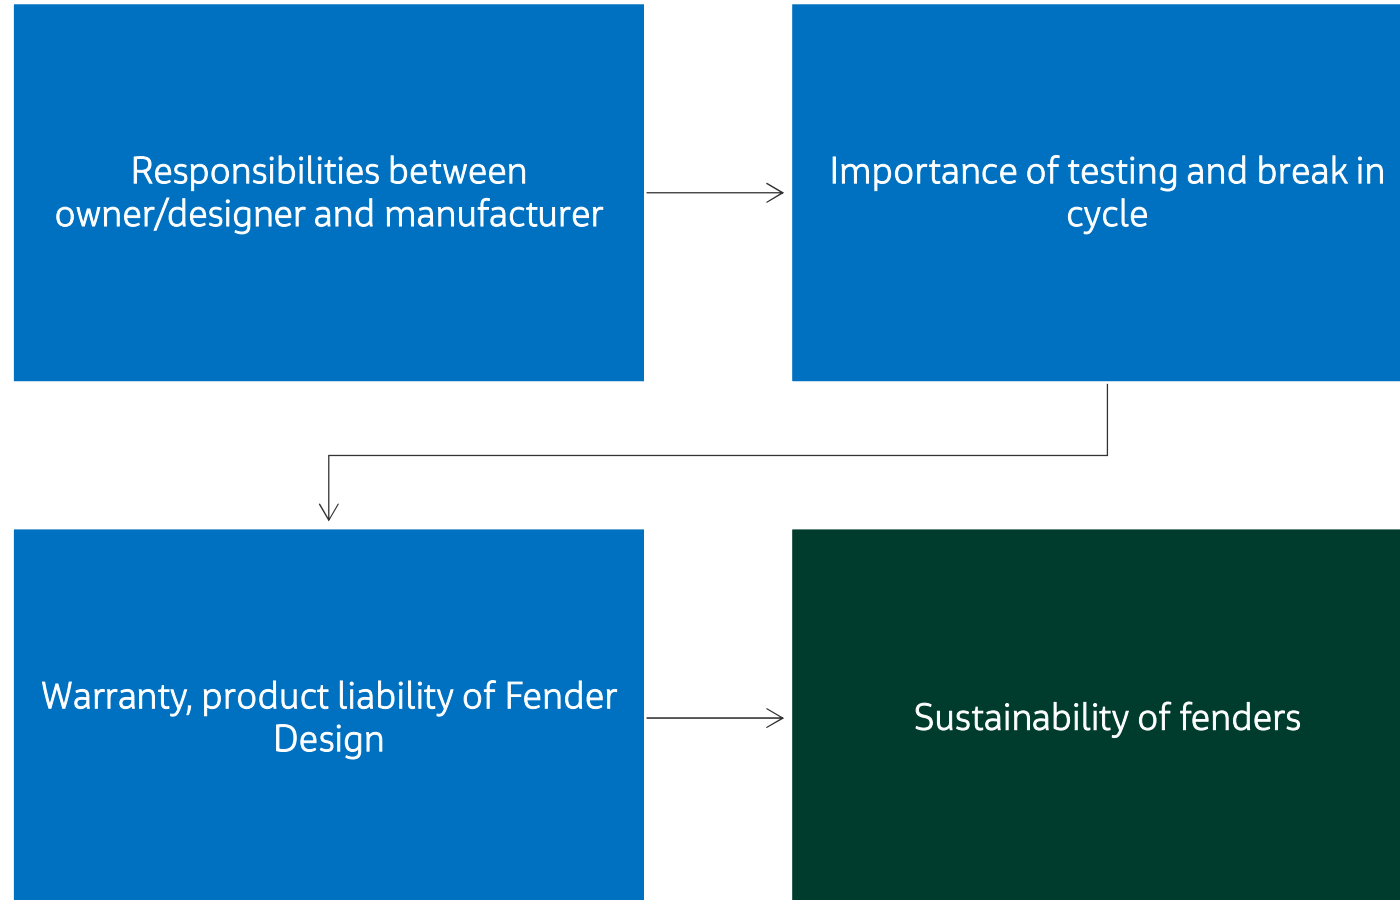 Responsibilities between
owner/designer and manufacturer
Importance of testing and break in
cycle
Warranty, product liability of Fender
Design
Sustainability of fenders